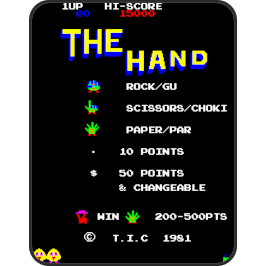 1UP HI-SCORE
00 15000
THE HAND
ROCK/GU
SCISSORS/CHOKI
PAPER/PAR
. 10 POINTS
$ 50 POINTS
& CHANGEABLE
WIN 200-500PTS
© T.I.C 1981